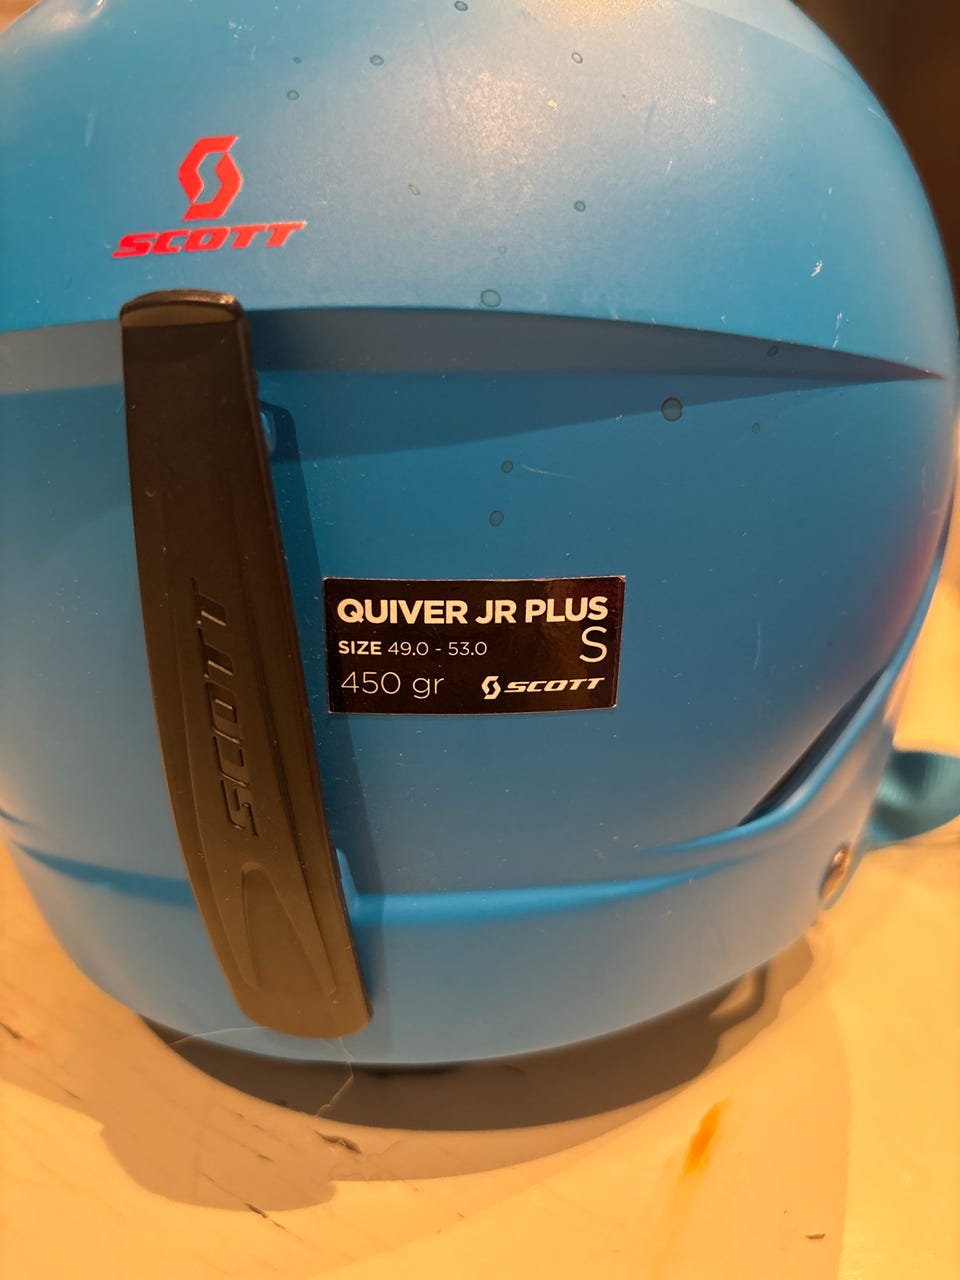 SCOTT
SCOTT
QUIVER JR PLUS
S
SIZE 49.0 - 53.0
450 gr
SCOTT